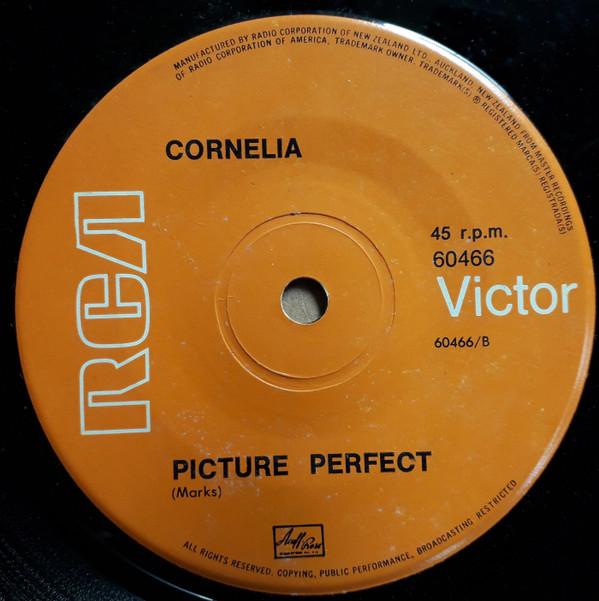 MANUFACTURED BY RADIO CORPORATION OF NEW ZEALAND LTD., AUCKLAND, NEW ZEALAND FROM MASTER RECORDINGS
OF RADIO CORPORATION OF AMERICA, TRADEMARK OWNER. TRADEMARK(S) ® REGISTERED MARCA(S) REGISTRADA(S)
CORNELIA
RCA
45 r.p.m.
60466
Victor
60466/B
PICTURE PERFECT
(Marks)
ALL RIGHTS RESERVED, COPYING, PUBLIC PERFORMANCE, BROADCASTING RESTRICTED